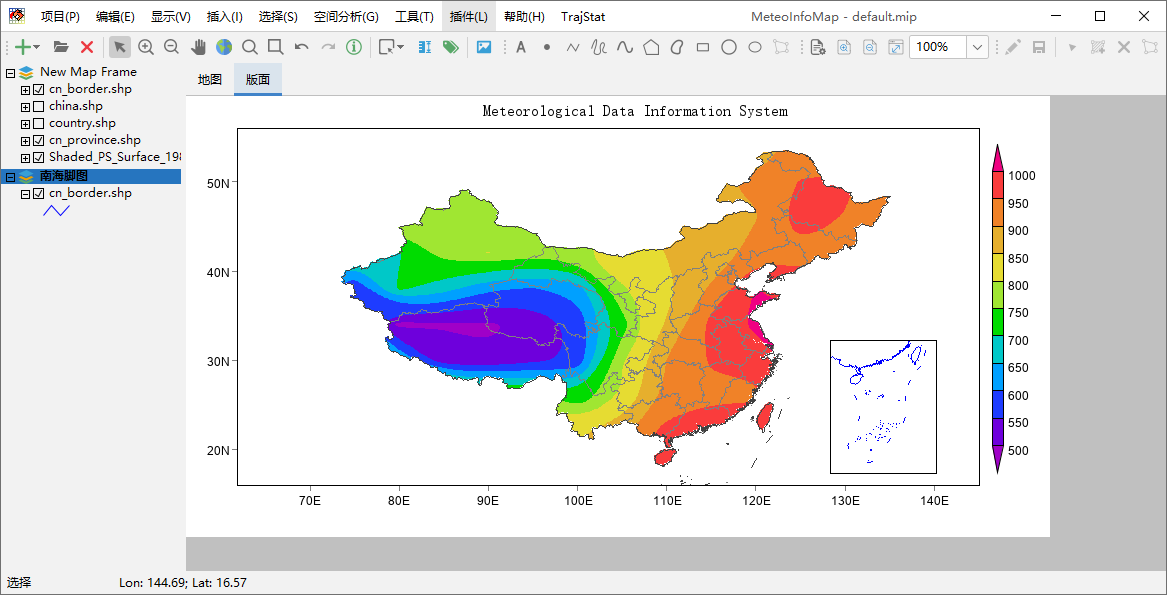 MeteoInfoMap - default.mip
项目(P) 编辑(E) 显示(V) 插入(I) 选择(S) 空间分析(G) 工具(T) 插件(L) 帮助(H) TrajStat
A 100%
New Map Frame
cn_border.shp
china.shp
country.shp
cn_province.shp
Shaded_PS_Surface_198
南海脚图
cn_border.shp
地图 版面
Meteorological Data Information System
50N
40N
30N
20N
70E 80E 90E 100E 110E 120E 130E 140E
1000
950
900
850
800
750
700
650
600
550
500
选择 Lon: 144.69; Lat: 16.57